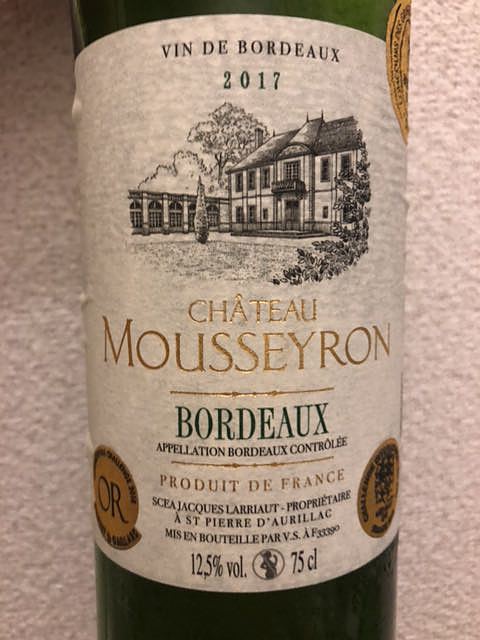 VIN DE BORDEAUX
2017
CHÂTEAU
MOUSSEYRON
BORDEAUX
APPELLATION BORDEAUX CONTRÔLÉE
PRODUIT DE FRANCE
SCEA JACQUES LARRIAUT - PROPRIÉTAIRE
À ST PIERRE D'AURILLAC
MIS EN BOUTEILLE PAR V.S. À F33390
12,5% vol. 75 cl
OR